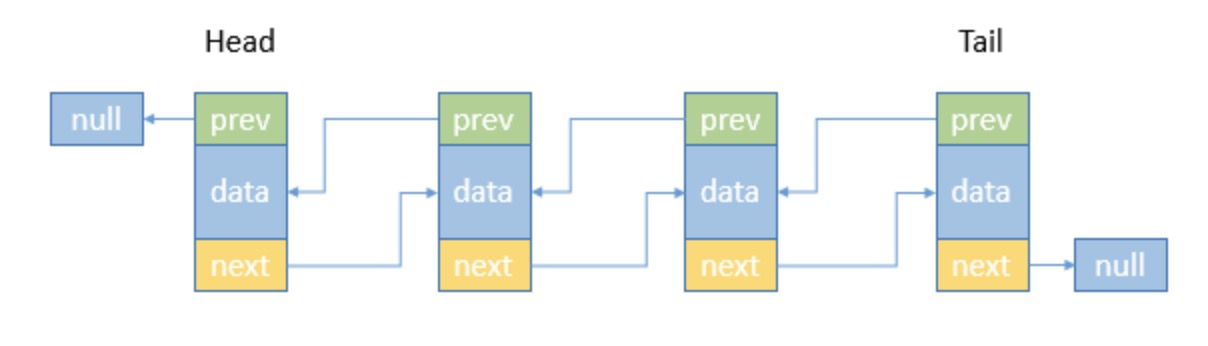 Head Tail
null prev prev prev prev
data data data data
next next next next null